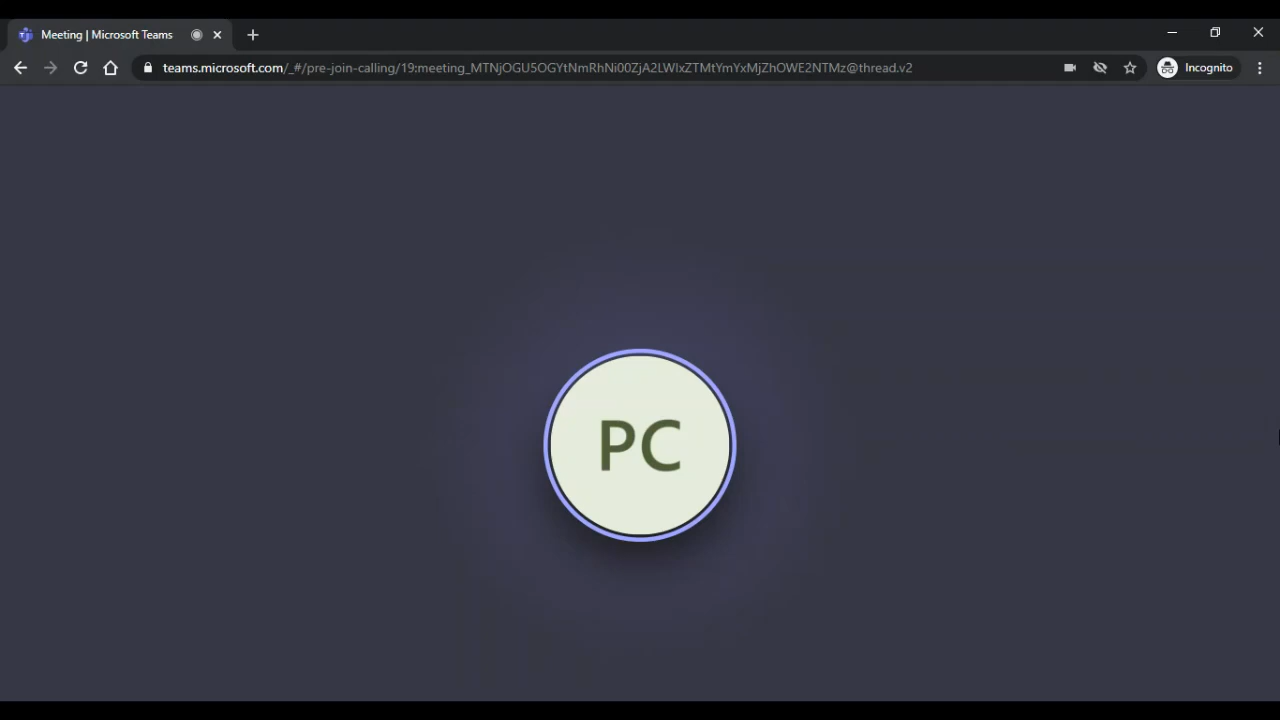 Meeting | Microsoft Teams
teams.microsoft.com/_#/pre-join-calling/19:meeting_MTNjOGU5OGYtNmRhNi00ZjA2LWIxZTMtYmYxMjZhOWE2NTMz@thread.v2
Incognito
PC